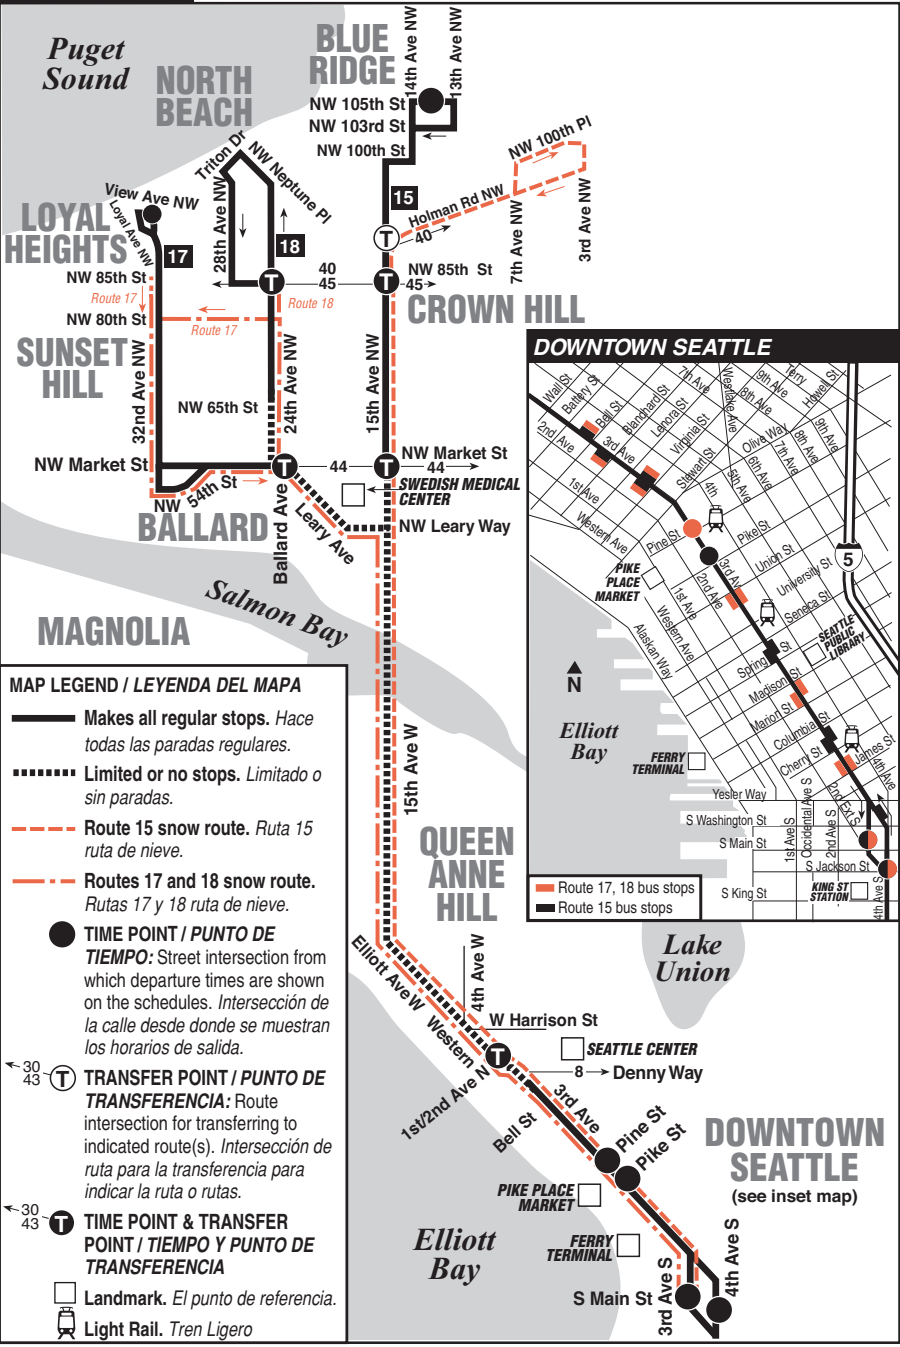 Puget
Sound
BLUE
RIDGE
14th Ave NW
13th Ave NW
NORTH
BEACH
NW 105th St
NW 103rd St
NW 100th St
NW 100th Pl
Triton Dr
NW Neptune Pl
View Ave NW
Loyal Ave NW
LOYAL
HEIGHTS
17
28th Ave NW
18
15
Holman Rd NW
T
40
7th Ave NW
3rd Ave NW
NW 85th St
T
40
45
T
45
NW 85th St
Route 17
Route 18
CROWN HILL
NW 80th St
Route 17
SUNSET
HILL
32nd Ave NW
24th Ave NW
15th Ave NW
NW 65th St
NW Market St
T
44
T
44
NW Market St
SWEDISH MEDICAL
CENTER
NW 54th St
BALLARD
Ballard Ave
Leary Ave
NW Leary Way
Salmon Bay
MAGNOLIA
15th Ave W
QUEEN
ANNE
HILL
Elliott Ave W
Western
4th Ave W
W Harrison St
T
SEATTLE CENTER
8
Denny Way
1st/2nd Ave N
3rd Ave
Bell St
Pine St
Pike St
DOWNTOWN
SEATTLE
(see inset map)
PIKE PLACE
MARKET
FERRY
TERMINAL
Elliott
Bay
S Main St
3rd Ave S
4th Ave S
Lake
Union
DOWNTOWN SEATTLE
Wall St
Battery S
Bell St
Blanchard St
Lenora St
Virginia St
Stewart St
7th Ave
Westlake Ave
9th Ave
8th Ave
Terry
Howell St
Olive Way
9th Ave
8th Ave
7th Ave
6th Ave
5th Ave
4th
2nd Ave
3rd Ave
1st Ave
Western Ave
Pine St
Pike St
Union St
University St
Seneca St
5
3rd Ave
2nd Ave
1st Ave
Western Ave
Alaskan Way
PIKE
PLACE
MARKET
SEATTLE
PUBLIC
LIBRARY
Spring St
Madison St
Marion St
Columbia St
Cherry St
James St
4th Ave
N
Elliott
Bay
FERRY
TERMINAL
Yesler Way
S Washington St
S Main St
S Jackson St
S King St
1st Ave S
Occidental Ave S
2nd Ave S
2nd Ext S
4th Ave S
KING ST
STATION
Route 17, 18 bus stops
Route 15 bus stops
MAP LEGEND / LEYENDA DEL MAPA
Makes all regular stops. Hace
todas las paradas regulares.
Limited or no stops. Limitado o
sin paradas.
Route 15 snow route. Ruta 15
ruta de nieve.
Routes 17 and 18 snow route.
Rutas 17 y 18 ruta de nieve.
TIME POINT / PUNTO DE
TIEMPO: Street intersection from
which departure times are shown
on the schedules. Intersección de
la calle desde donde se muestran
los horarios de salida.
30
43
T
TRANSFER POINT / PUNTO DE
TRANSFERENCIA: Route
intersection for transferring to
indicated route(s). Intersección de
ruta para la transferencia para
indicar la ruta o rutas.
30
43
T
TIME POINT & TRANSFER
POINT / TIEMPO Y PUNTO DE
TRANSFERENCIA
Landmark. El punto de referencia.
Light Rail. Tren Ligero